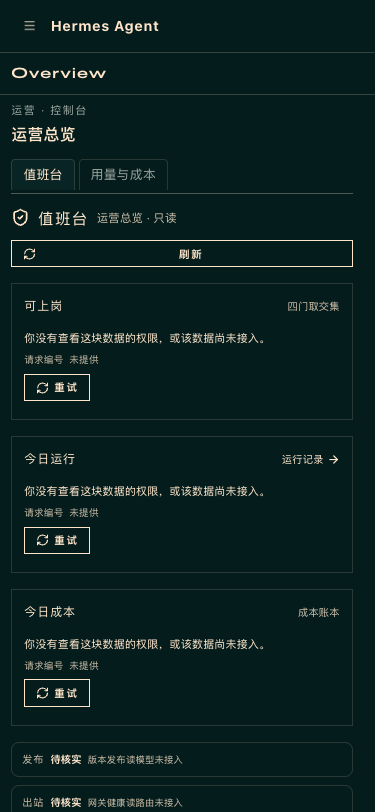 Hermes Agent
Overview
运营 · 控制台
运营总览
值班台 用量与成本
值班台 运营总览 · 只读
刷新
可上岗 四门取交集
你没有查看这块数据的权限，或该数据尚未接入。
请求编号 未提供
重试
今日运行 运行记录 →
你没有查看这块数据的权限，或该数据尚未接入。
请求编号 未提供
重试
今日成本 成本账本
你没有查看这块数据的权限，或该数据尚未接入。
请求编号 未提供
重试
发布 待核实 版本发布读模型未接入
出站 待核实 网关健康读路由未接入